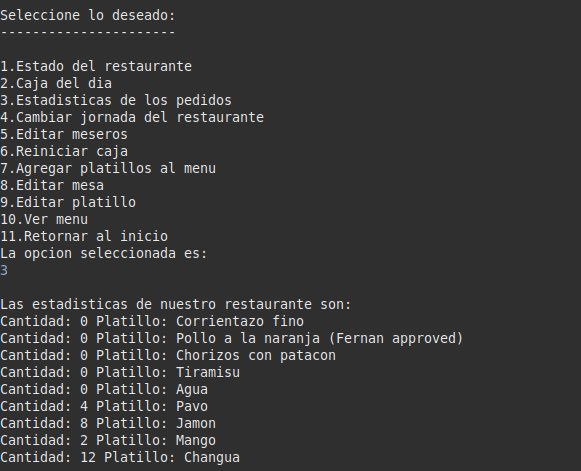 Seleccione lo deseado:
----------------------
1.Estado del restaurante
2.Caja del dia
3.Estadisticas de los pedidos
4.Cambiar jornada del restaurante
5.Editar meseros
6.Reiniciar caja
7.Agregar platillos al menu
8.Editar mesa
9.Editar platillo
10.Ver menu
11.Retornar al inicio
La opcion seleccionada es:
3
Las estadisticas de nuestro restaurante son:
Cantidad: 0 Platillo: Corrientazo fino
Cantidad: 0 Platillo: Pollo a la naranja (Fernan approved)
Cantidad: 0 Platillo: Chorizos con patacon
Cantidad: 0 Platillo: Tiramisu
Cantidad: 0 Platillo: Agua
Cantidad: 4 Platillo: Pavo
Cantidad: 8 Platillo: Jamon
Cantidad: 2 Platillo: Mango
Cantidad: 12 Platillo: Changua